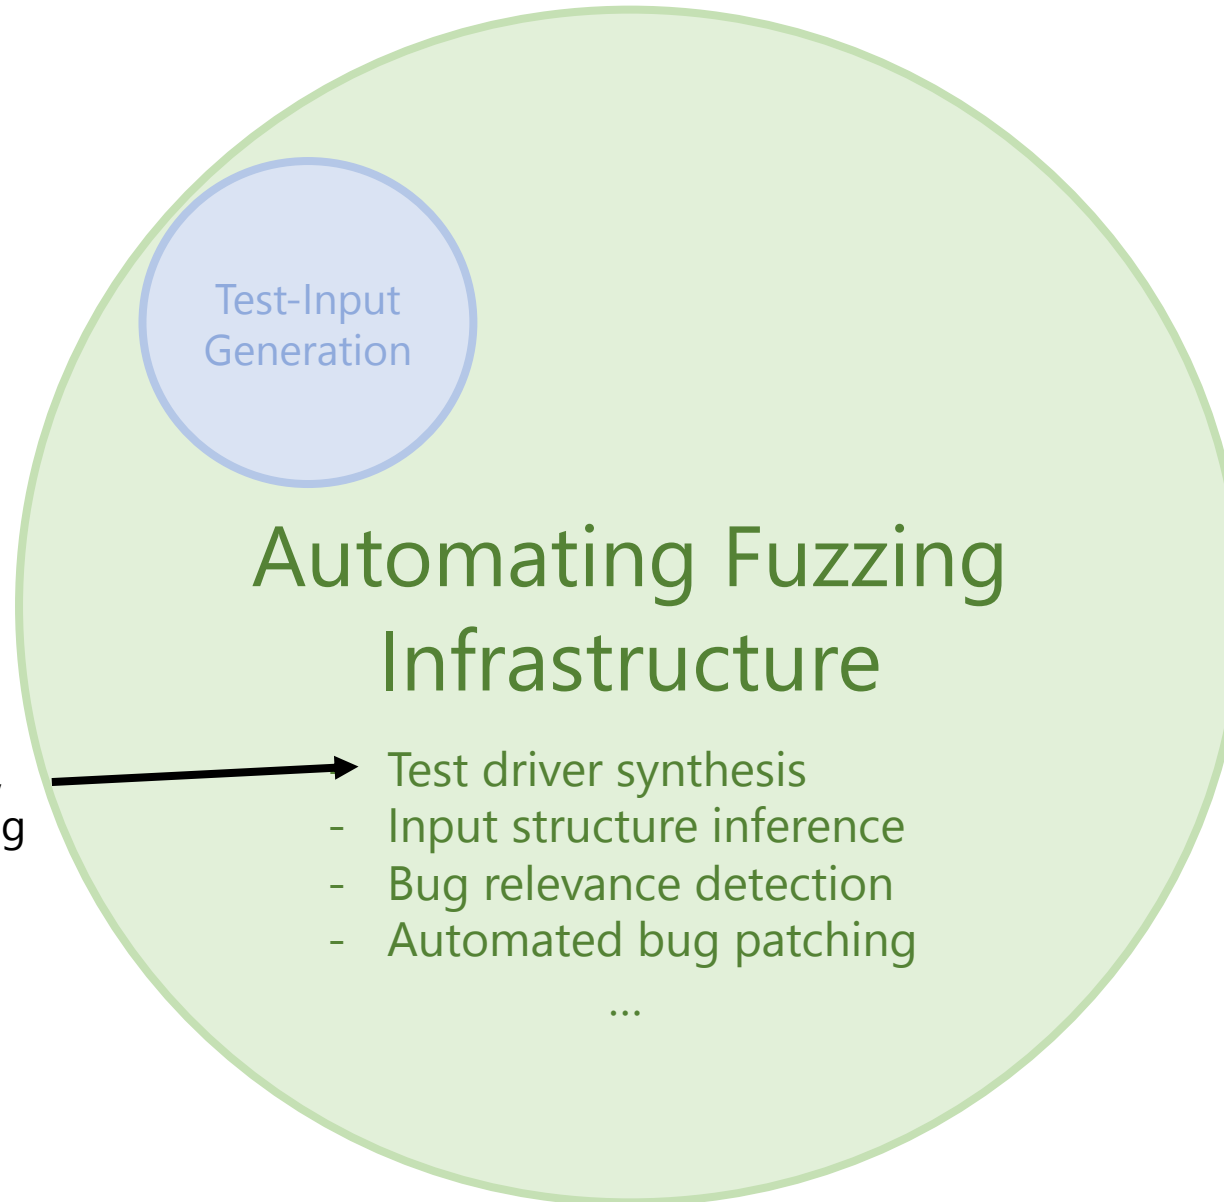 Test-Input
Generation
Automating Fuzzing
Infrastructure
- Test driver synthesis
- Input structure inference
- Bug relevance detection
- Automated bug patching
...